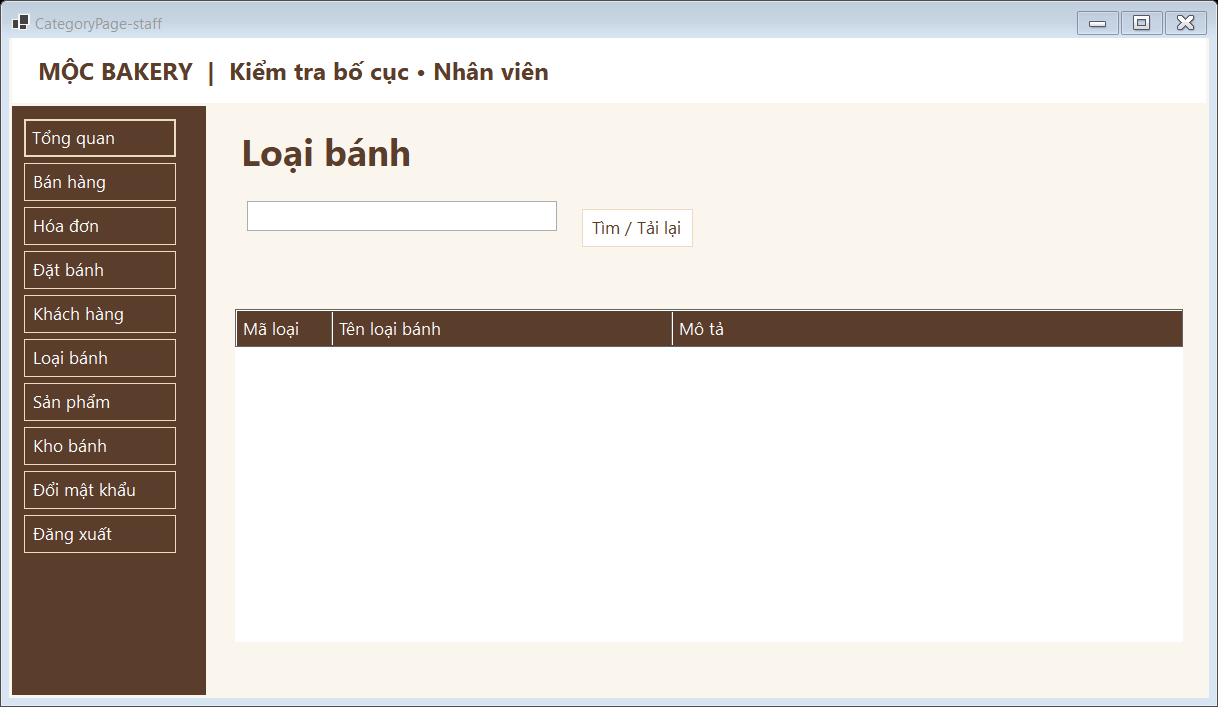 CategoryPage-staff
MỘC BAKERY | Kiểm tra bố cục • Nhân viên
Tổng quan
Bán hàng
Hóa đơn
Đặt bánh
Khách hàng
Loại bánh
Sản phẩm
Kho bánh
Đổi mật khẩu
Đăng xuất
Loại bánh
Tìm / Tải lại
Mã loại Tên loại bánh Mô tả